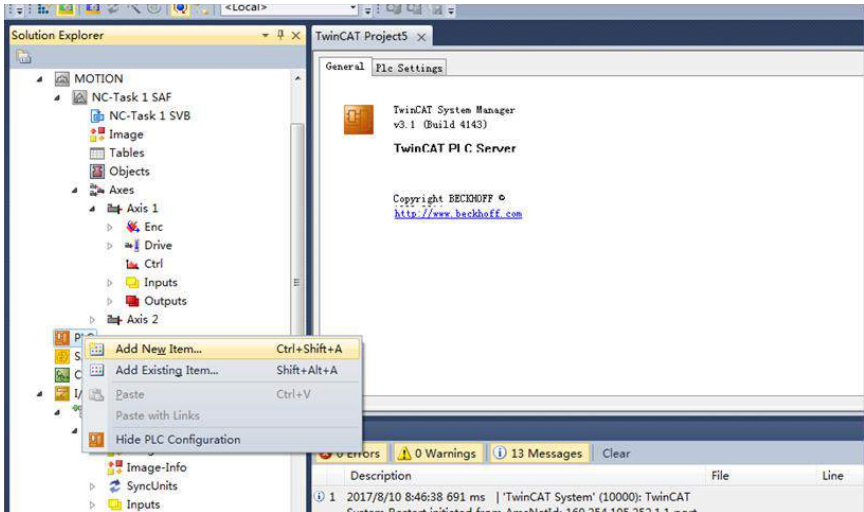 <Local>
Solution Explorer
TwinCAT Project5
General
Plc Settings
MOTION
NC-Task 1 SAF
NC-Task 1 SVB
Image
Tables
Objects
Axes
Axis 1
Enc
Drive
Ctrl
Inputs
Outputs
Axis 2
TwinCAT System Manager
v3.1 (Build 4143)
TwinCAT PLC Server
Copyright BECKHOFF ©
http://www.beckhoff.com
Add New Item... Ctrl+Shift+A
Add Existing Item... Shift+Alt+A
Paste Ctrl+V
Paste with Links
Hide PLC Configuration
Image-Info
SyncUnits
Inputs
0 Errors
0 Warnings
13 Messages
Clear
Description File Line
1 2017/8/10 8:46:38 691 ms | 'TwinCAT System' (10000): TwinCAT